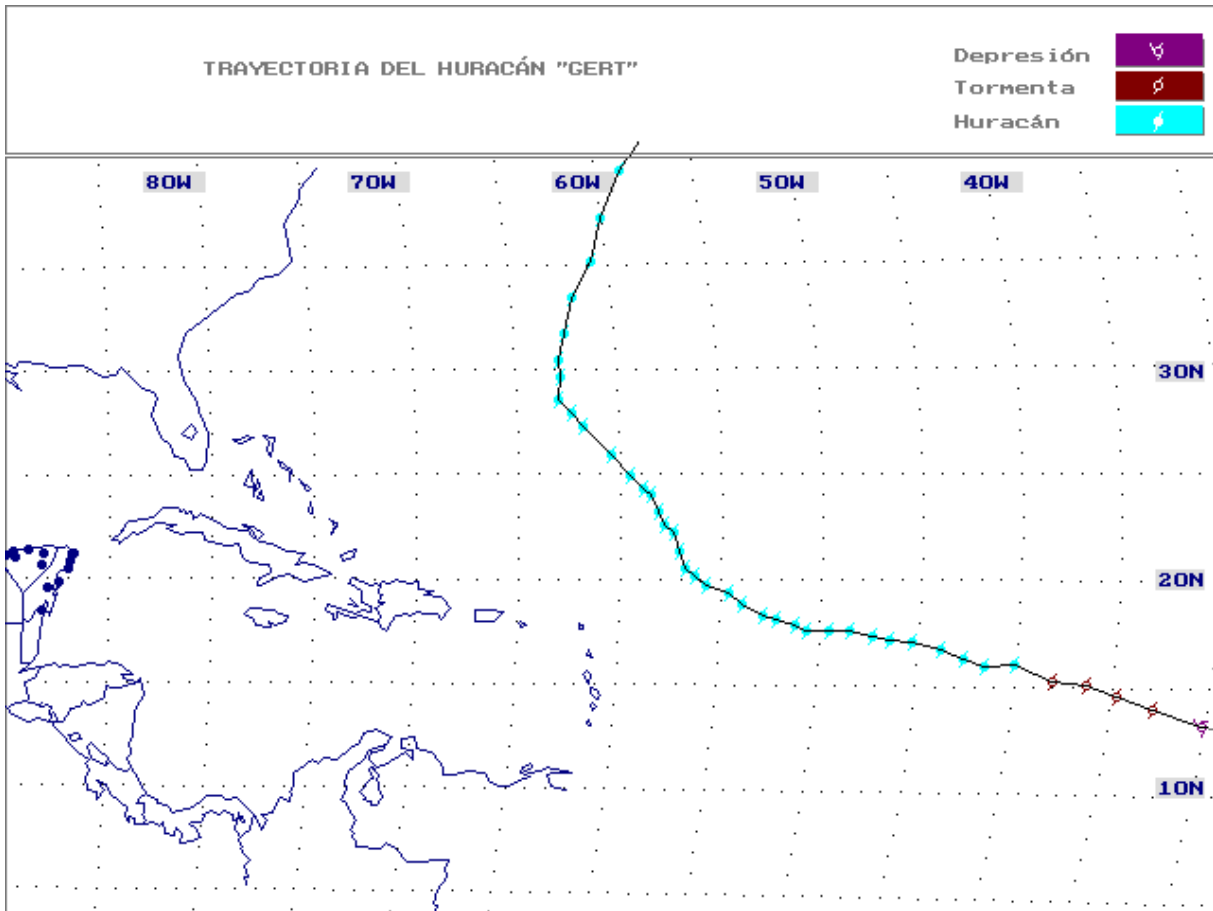 TRAYECTORIA DEL HURACÁN "GERT"
Depresión
Tormenta
Huracán
80W 70W 60W 50W 40W
30N
20N
10N